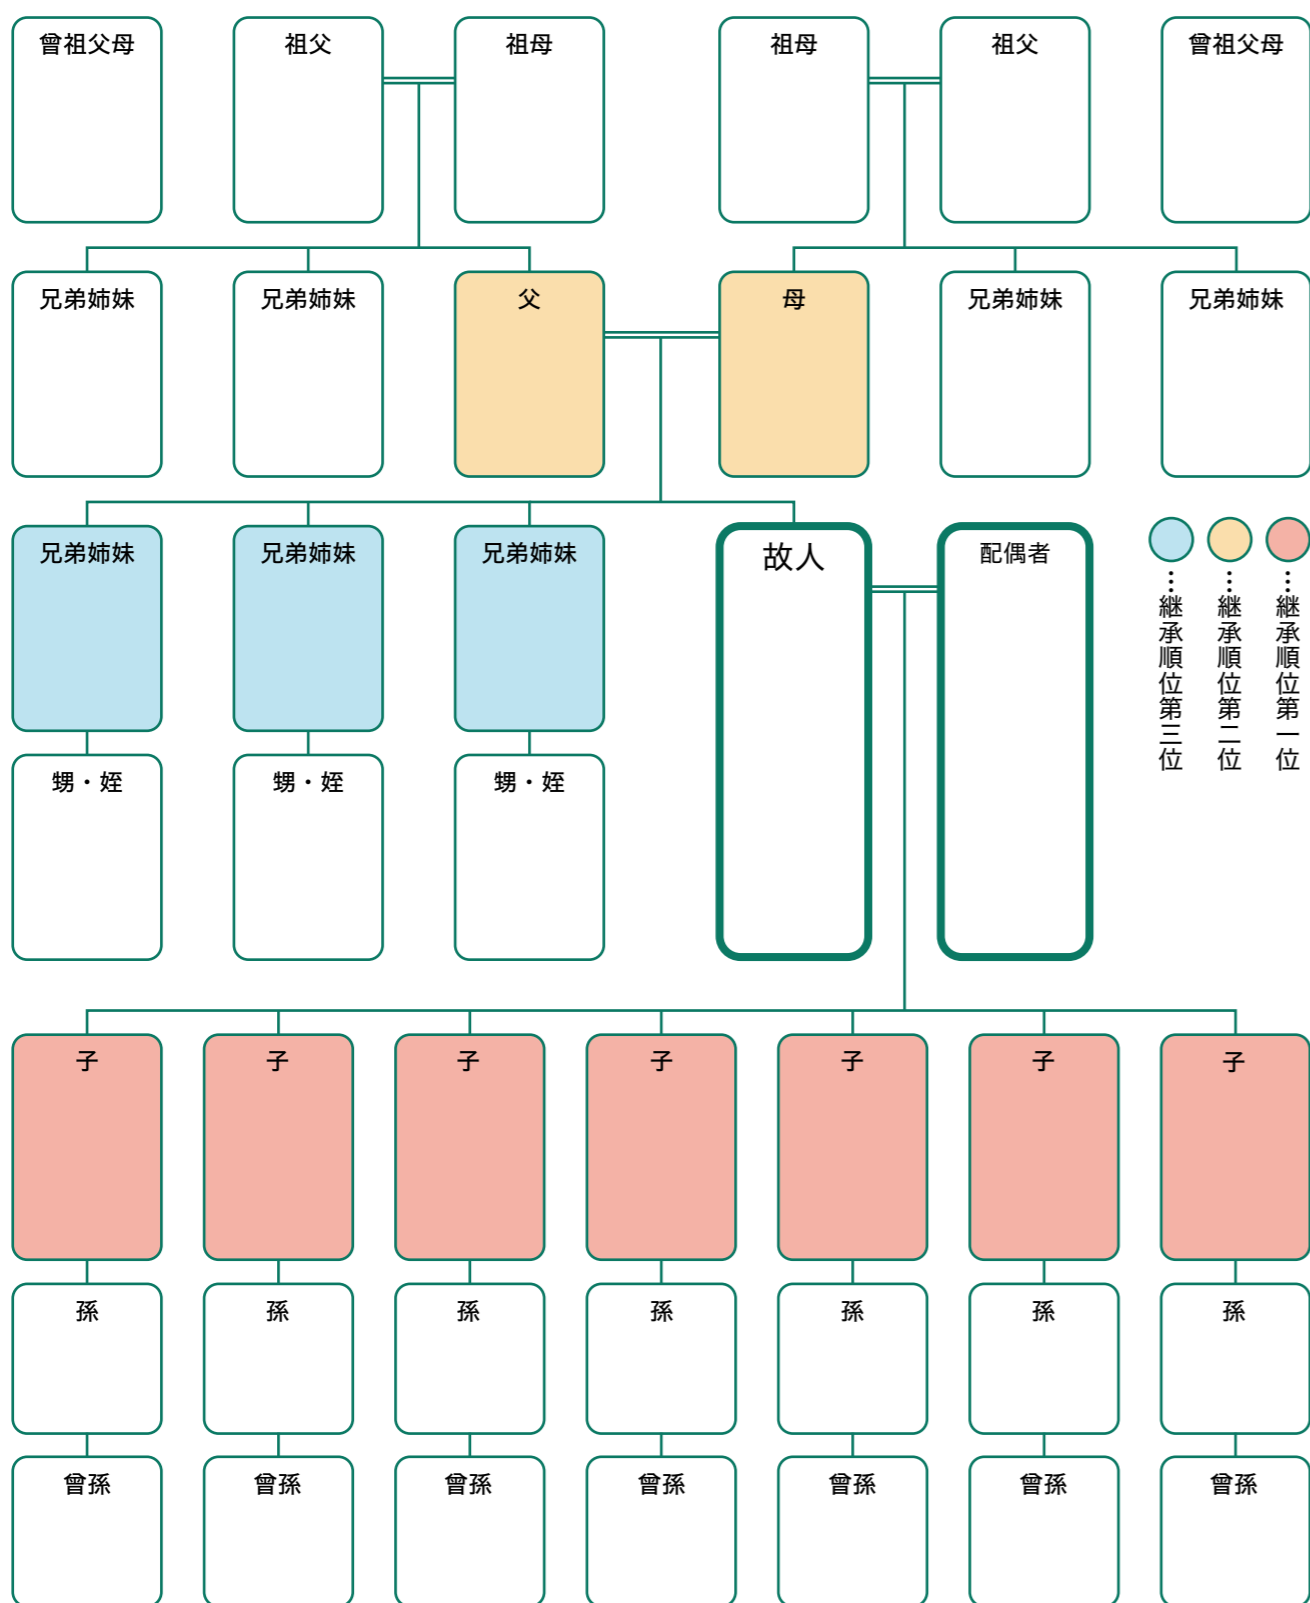 曾祖父母
祖父
祖母
祖母
祖父
曾祖父母
兄弟姉妹
兄弟姉妹
父
母
兄弟姉妹
兄弟姉妹
兄弟姉妹
兄弟姉妹
兄弟姉妹
故人
配偶者
…継承順位第一位
…継承順位第二位
…継承順位第三位
甥・姪
甥・姪
甥・姪
子
子
子
子
子
子
子
孫
孫
孫
孫
孫
孫
孫
曾孫
曾孫
曾孫
曾孫
曾孫
曾孫
曾孫